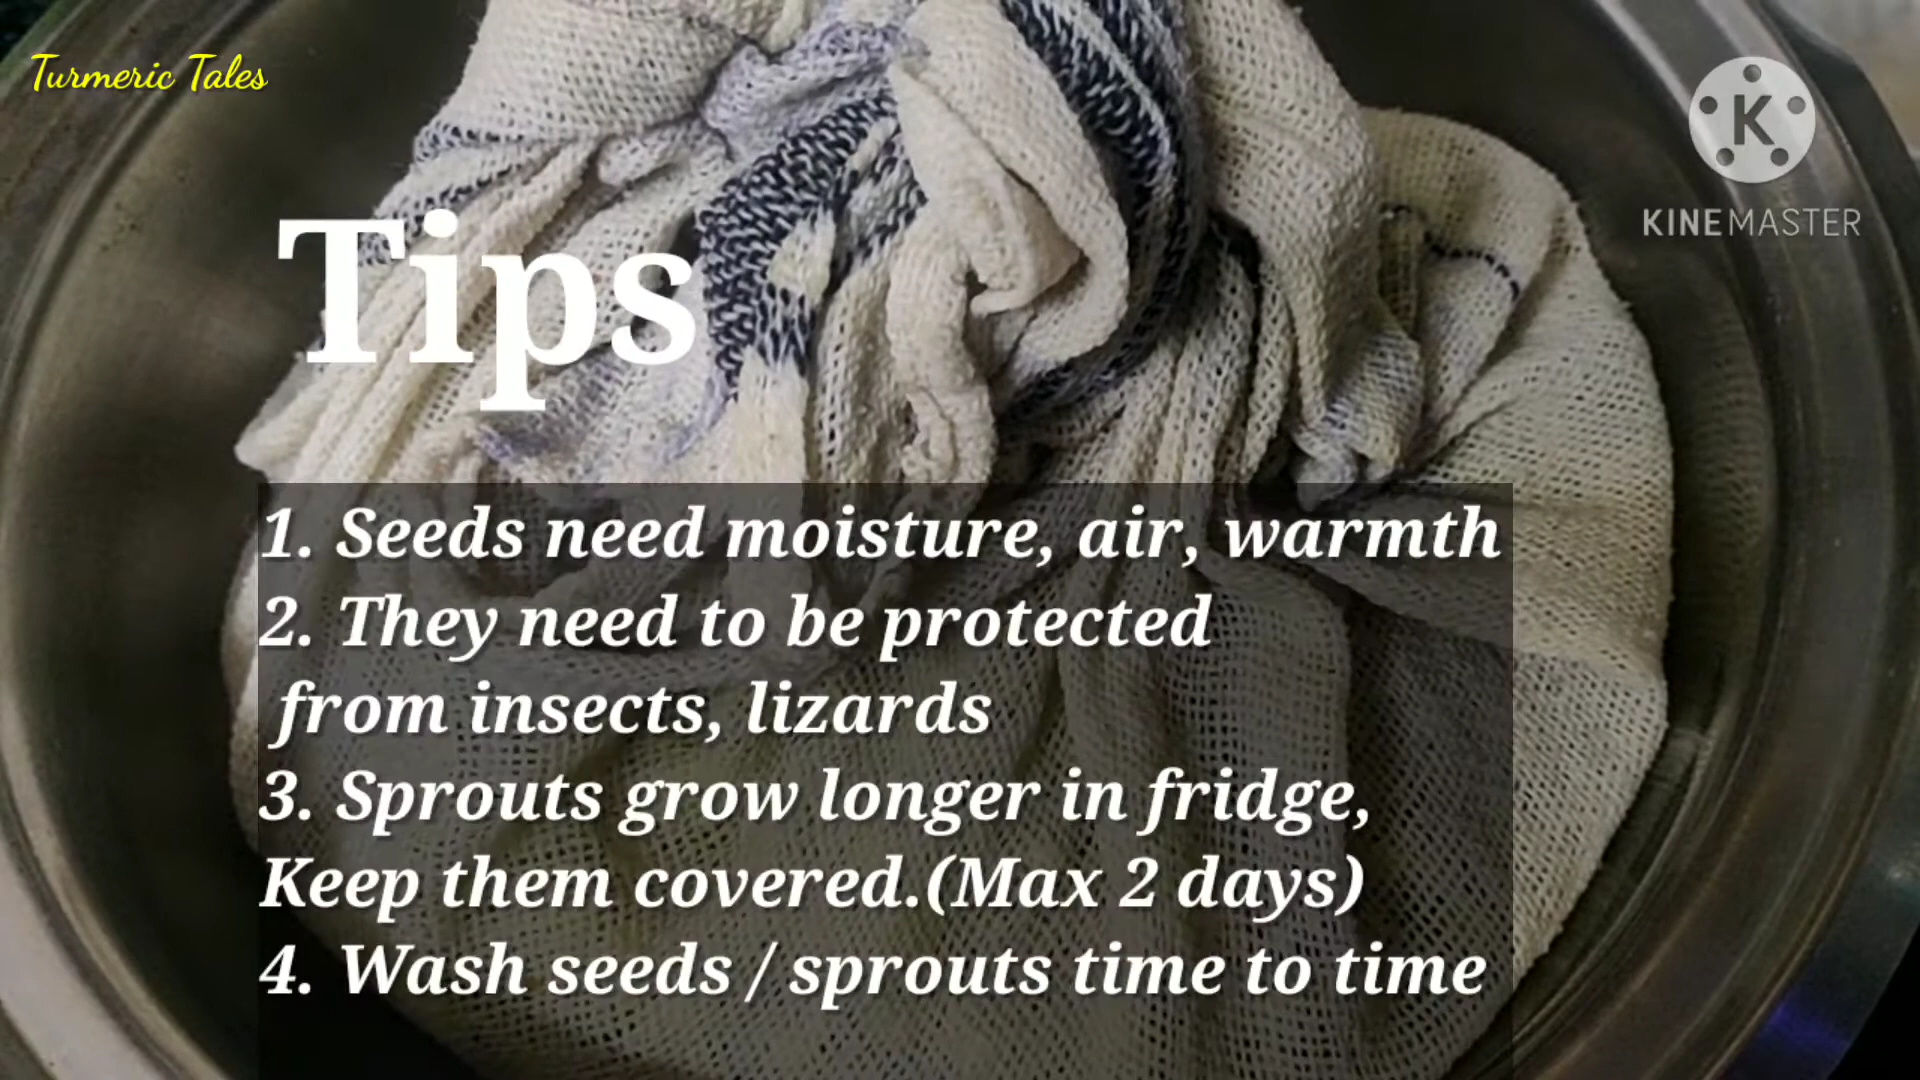 Turmeric Tales
K
KINEMASTER
Tips
1. Seeds need moisture, air, warmth
2. They need to be protected
from insects, lizards
3. Sprouts grow longer in fridge,
Keep them covered.(Max 2 days)
4. Wash seeds / sprouts time to time